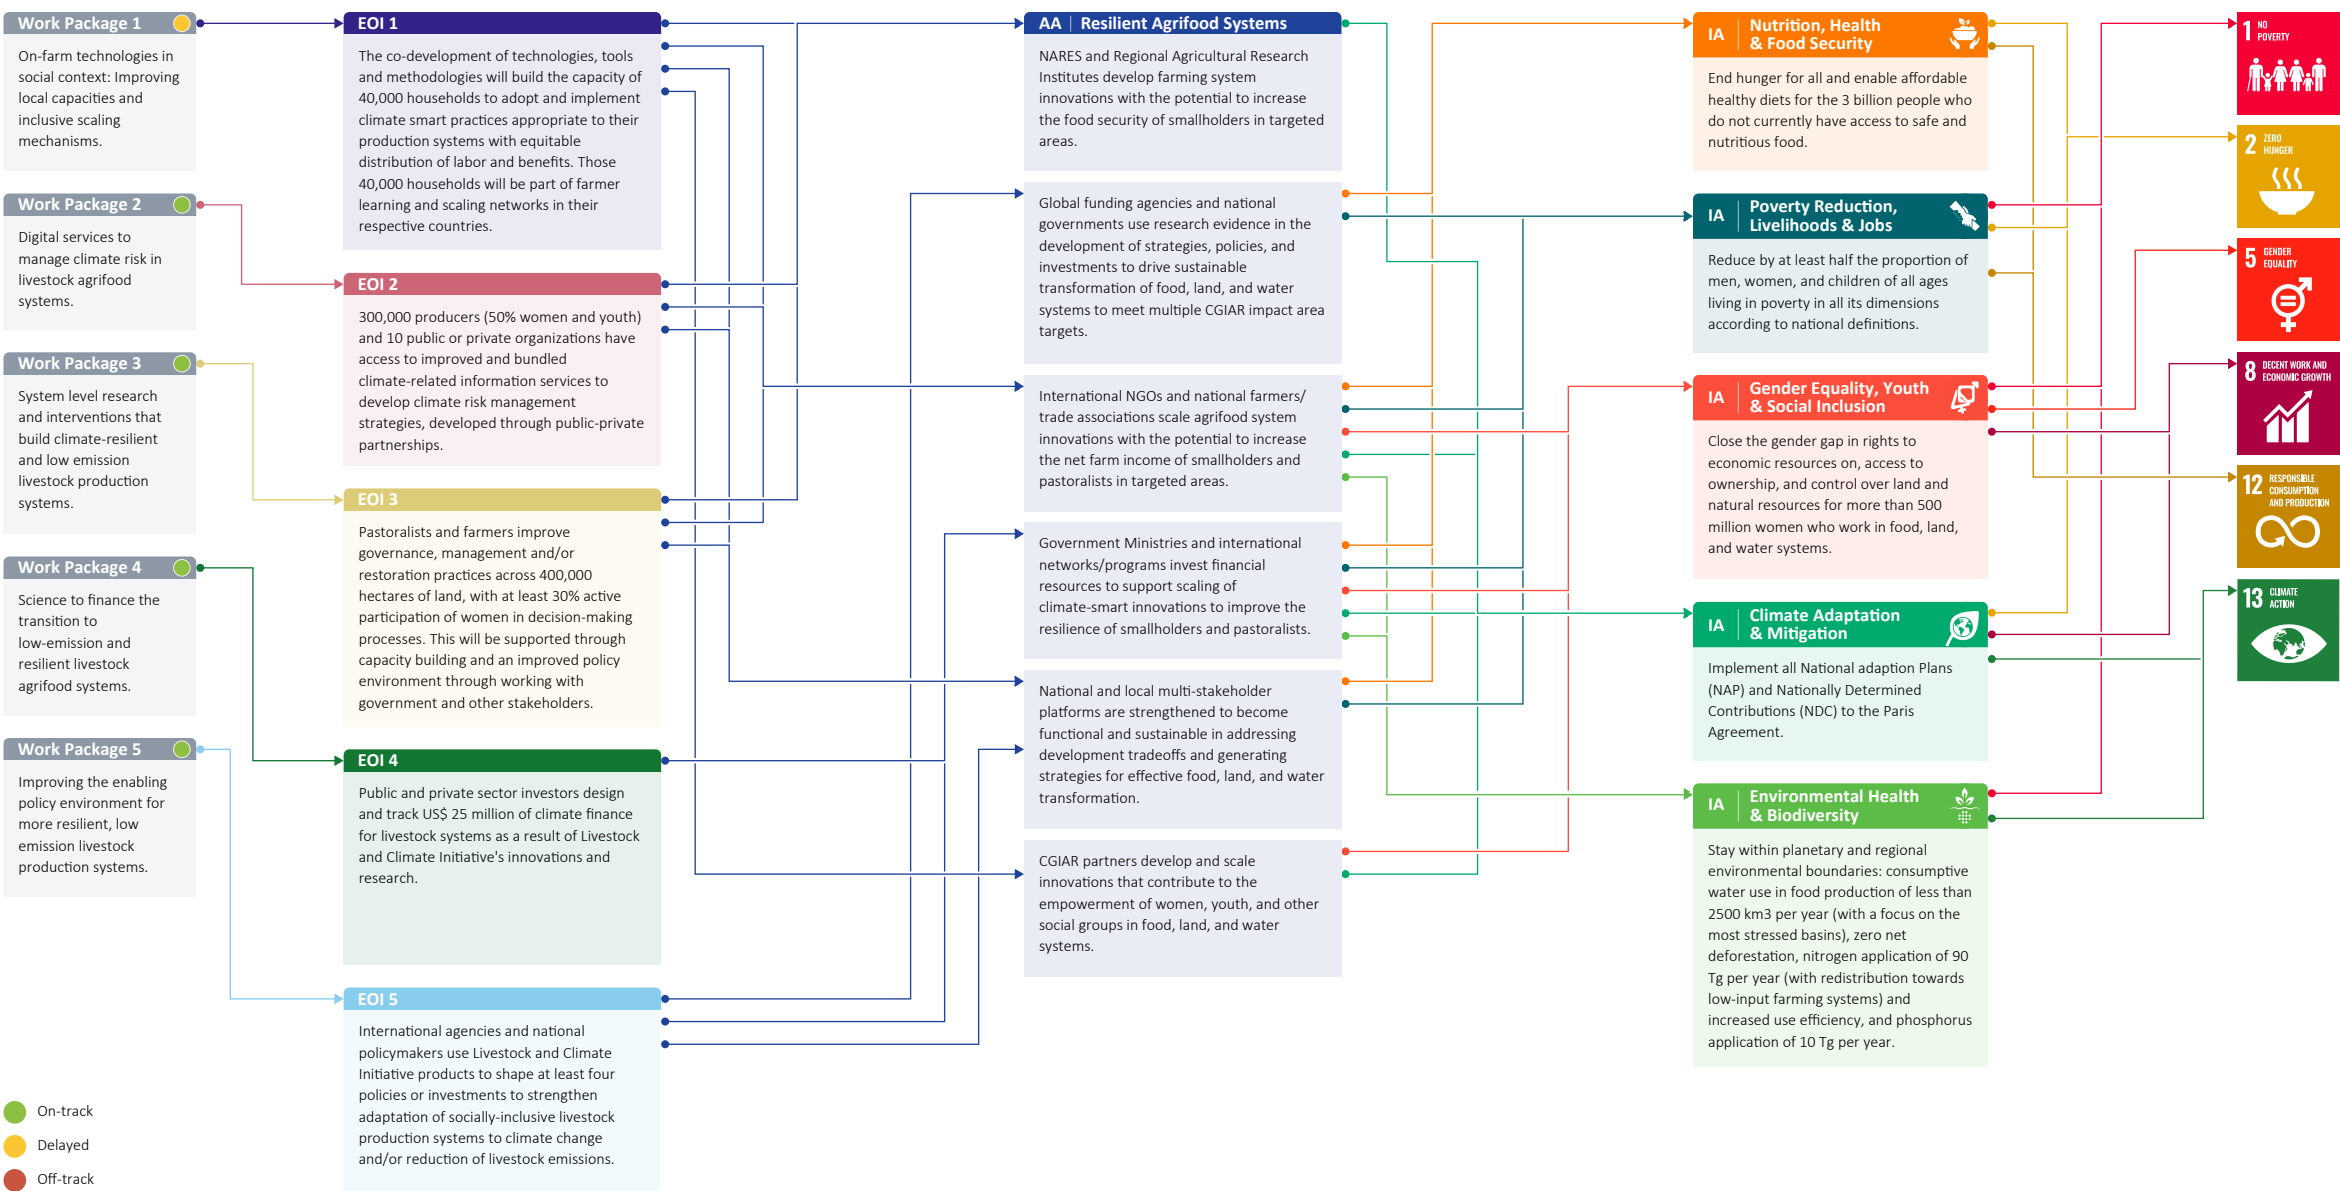 Work Package 1
On-farm technologies in
social context: Improving
local capacities and
inclusive scaling
mechanisms.
Work Package 2
Digital services to
manage climate risk in
livestock agrifood
systems.
Work Package 3
System level research
and interventions that
build climate-resilient
and low emission
livestock production
systems.
Work Package 4
Science to finance the
transition to
low-emission and
resilient livestock
agrifood systems.
Work Package 5
Improving the enabling
policy environment for
more resilient, low
emission livestock
production systems.
On-track
Delayed
Off-track
EOI 1
The co-development of technologies, tools
and methodologies will build the capacity of
40,000 households to adopt and implement
climate smart practices appropriate to their
production systems with equitable
distribution of labor and benefits. Those
40,000 households will be part of farmer
learning and scaling networks in their
respective countries.
EOI 2
300,000 producers (50% women and youth)
and 10 public or private organizations have
access to improved and bundled
climate-related information services to
develop climate risk management
strategies, developed through public-private
partnerships.
EOI 3
Pastoralists and farmers improve
governance, management and/or
restoration practices across 400,000
hectares of land, with at least 30% active
participation of women in decision-making
processes. This will be supported through
capacity building and an improved policy
environment through working with
government and other stakeholders.
EOI 4
Public and private sector investors design
and track US$ 25 million of climate finance
for livestock systems as a result of Livestock
and Climate Initiative's innovations and
research.
EOI 5
International agencies and national
policymakers use Livestock and Climate
Initiative products to shape at least four
policies or investments to strengthen
adaptation of socially-inclusive livestock
production systems to climate change
and/or reduction of livestock emissions.
AA | Resilient Agrifood Systems
NARES and Regional Agricultural Research
Institutes develop farming system
innovations with the potential to increase
the food security of smallholders in targeted
areas.
Global funding agencies and national
governments use research evidence in the
development of strategies, policies, and
investments to drive sustainable
transformation of food, land, and water
systems to meet multiple CGIAR impact area
targets.
International NGOs and national farmers/
trade associations scale agrifood system
innovations with the potential to increase
the net farm income of smallholders and
pastoralists in targeted areas.
Government Ministries and international
networks/programs invest financial
resources to support scaling of
climate-smart innovations to improve the
resilience of smallholders and pastoralists.
National and local multi-stakeholder
platforms are strengthened to become
functional and sustainable in addressing
development tradeoffs and generating
strategies for effective food, land, and water
transformation.
CGIAR partners develop and scale
innovations that contribute to the
empowerment of women, youth, and other
social groups in food, land, and water
systems.
IA | Nutrition, Health
& Food Security
End hunger for all and enable affordable
healthy diets for the 3 billion people who
do not currently have access to safe and
nutritious food.
IA | Poverty Reduction,
Livelihoods & Jobs
Reduce by at least half the proportion of
men, women, and children of all ages
living in poverty in all its dimensions
according to national definitions.
IA | Gender Equality, Youth
& Social Inclusion
Close the gender gap in rights to
economic resources on, access to
ownership, and control over land and
natural resources for more than 500
million women who work in food, land,
and water systems.
IA | Climate Adaptation
& Mitigation
Implement all National adaption Plans
(NAP) and Nationally Determined
Contributions (NDC) to the Paris
Agreement.
IA | Environmental Health
& Biodiversity
Stay within planetary and regional
environmental boundaries: consumptive
water use in food production of less than
2500 km3 per year (with a focus on the
most stressed basins), zero net
deforestation, nitrogen application of 90
Tg per year (with redistribution towards
low-input farming systems) and
increased use efficiency, and phosphorus
application of 10 Tg per year.
1 NO
POVERTY
2 ZERO
HUNGER
5 GENDER
EQUALITY
8 DECENT WORK AND
ECONOMIC GROWTH
12 RESPONSIBLE
CONSUMPTION
AND PRODUCTION
13 CLIMATE
ACTION